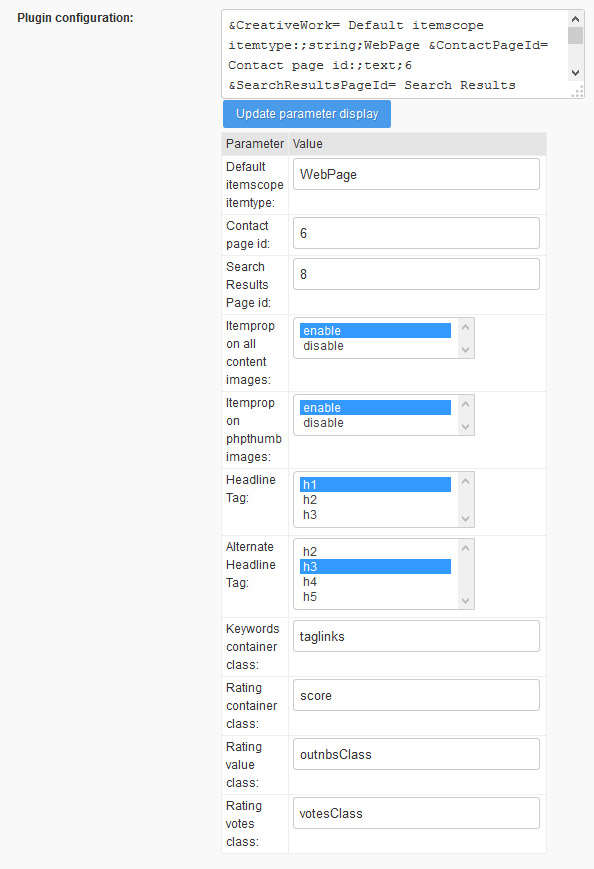 Plugin configuration:
&CreativeWork= Default itemscope
itemtype:;string;WebPage &ContactPageId=
Contact page id:;text;6
&SearchResultsPageId= Search Results
Update parameter display
Parameter Value
Default
itemscope
itemtype:
WebPage
Contact
page id:
6
Search
Results
Page id:
8
Itemprop
on all
content
images:
enable
disable
Itemprop
on
phpthumb
images:
enable
disable
Headline
Tag:
h1
h2
h3
Alternate
Headline
Tag:
h2
h3
h4
h5
Keywords
container
class:
taglinks
Rating
container
class:
score
Rating
value
class:
outnbsClass
Rating
votes
class:
votesClass